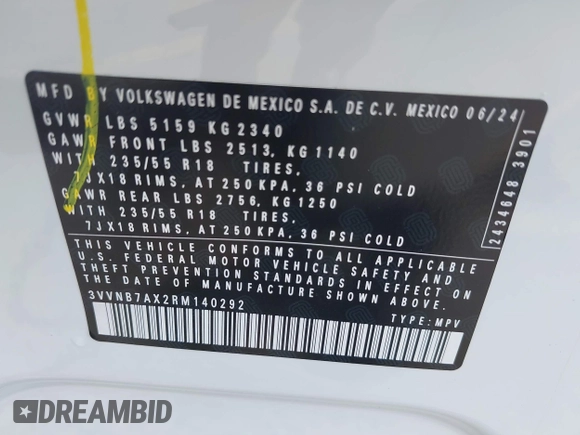 MFD BY VOLKSWAGEN DE MEXICO S.A. DE C.V. MEXICO 06/24
GVWR LBS 5159 KG 2340
GAWR FRONT LBS 2513, KG 1140
WITH 235/55 R18 TIRES,
7JX18 RIMS, AT 250 KPA, 36 PSI COLD
GAWR REAR LBS 2756, KG 1250
WITH 235/55 R18 TIRES,
7JX18 RIMS, AT 250 KPA, 36 PSI COLD
THIS VEHICLE CONFORMS TO ALL APPLICABLE
U.S. FEDERAL MOTOR VEHICLE SAFETY AND
THEFT PREVENTION STANDARDS IN EFFECT ON
THE DATE OF MANUFACTURE SHOWN ABOVE.
3VVNB7AX2RM140292
TYPE: MPV
2434648 3901
DREAMBID